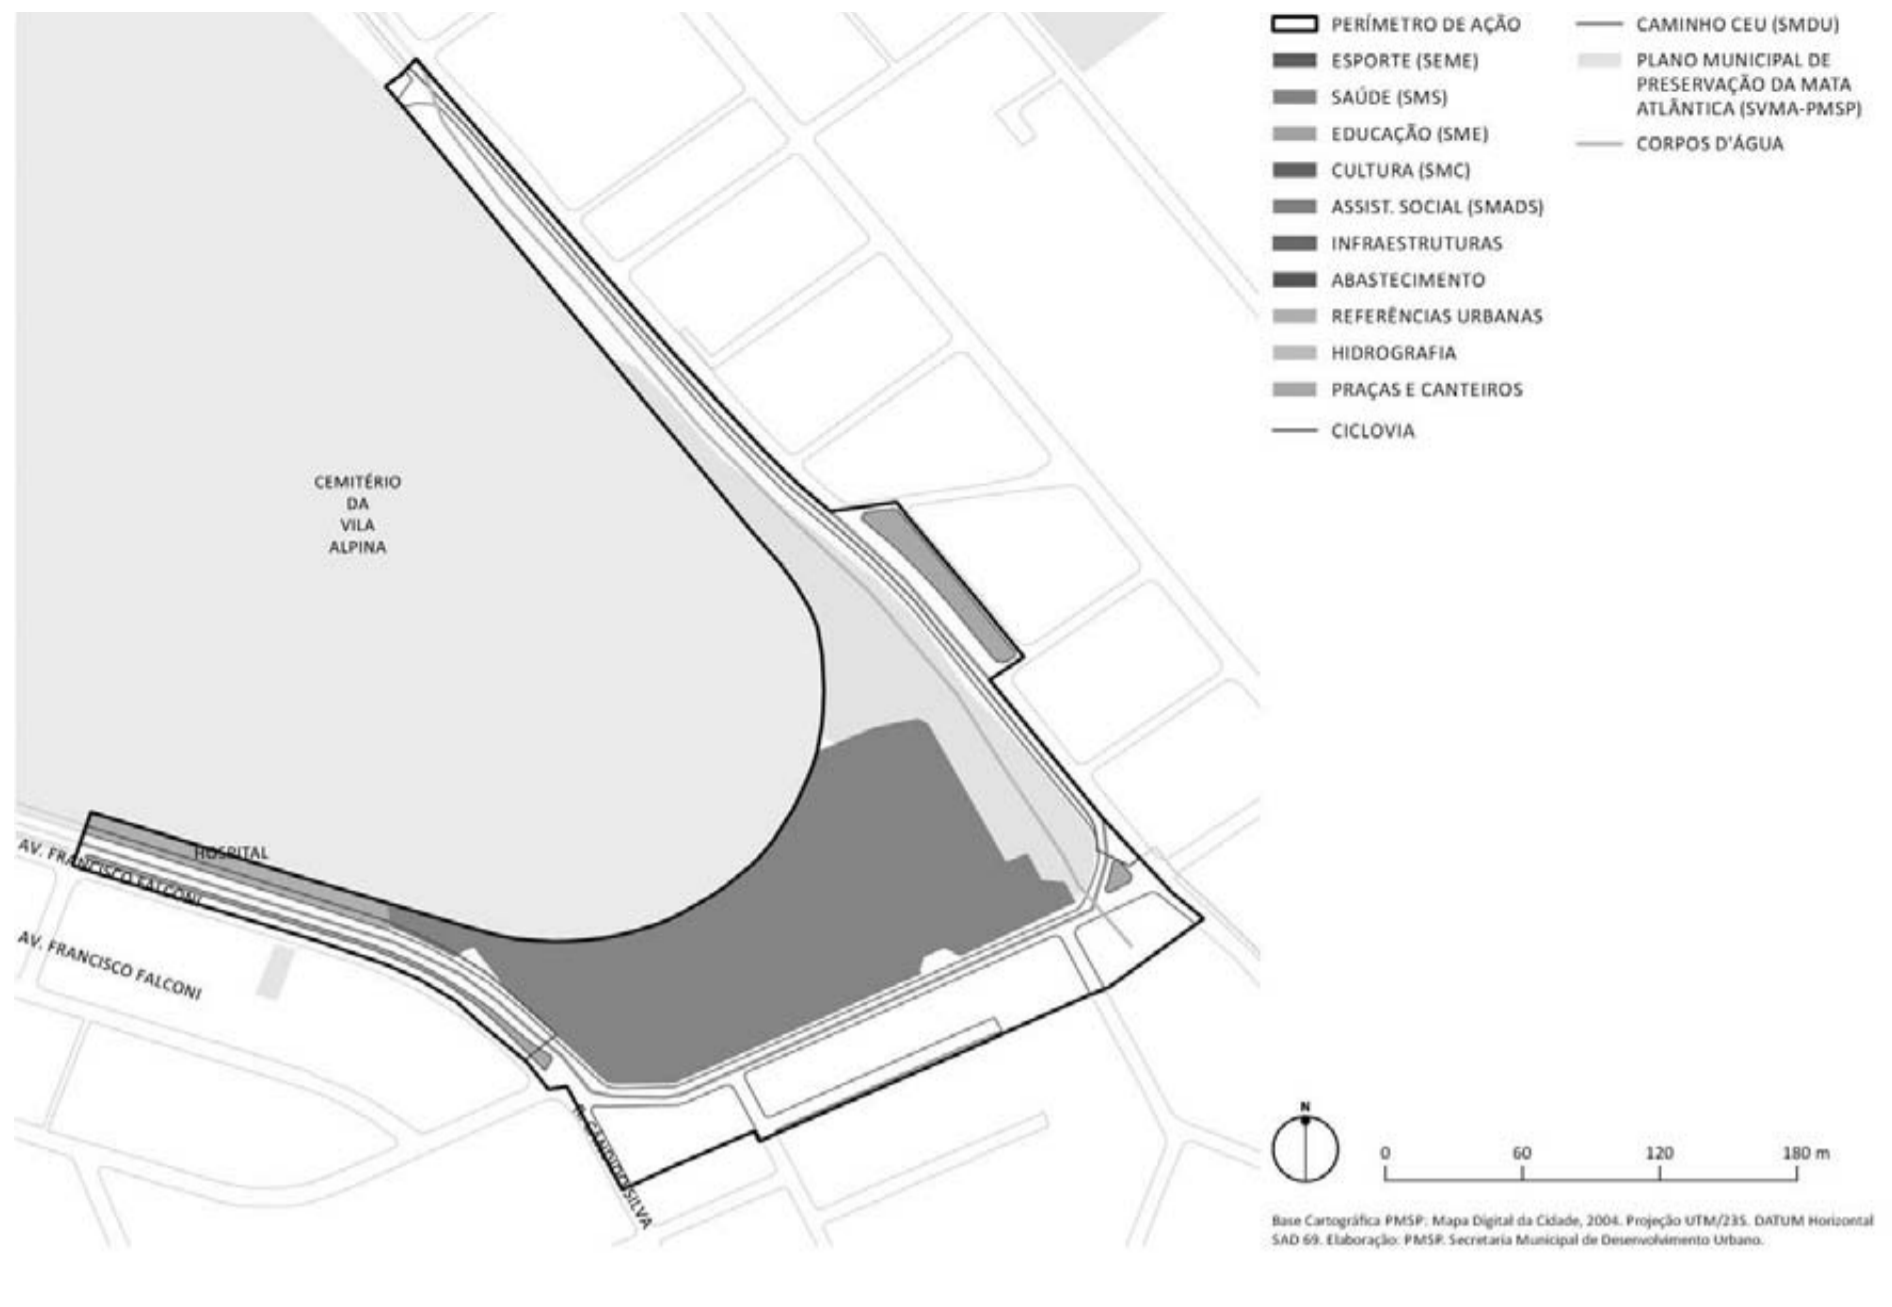 PERÍMETRO DE AÇÃO
ESPORTE (SEME)
SAÚDE (SMS)
EDUCAÇÃO (SME)
CULTURA (SMC)
ASSIST. SOCIAL (SMADS)
INFRAESTRUTURAS
ABASTECIMENTO
REFERÊNCIAS URBANAS
HIDROGRAFIA
PRAÇAS E CANTEIROS
CICLOVIA
CAMINHO CEU (SMDU)
PLANO MUNICIPAL DE
PRESERVAÇÃO DA MATA
ATLÂNTICA (SVMA-PMSP)
CORPOS D'ÁGUA
CEMITÉRIO
DA
VILA
ALPINA
HOSPITAL
AV. FRANCISCO FALCONI
AV. FRANCISCO FALCONI
R. CANDIDO SILVA
N
0 60 120 180 m
Base Cartográfica PMSP: Mapa Digital da Cidade, 2004. Projeção UTM/23S. DATUM Horizontal
SAD 69. Elaboração: PMSP. Secretaria Municipal de Desenvolvimento Urbano.